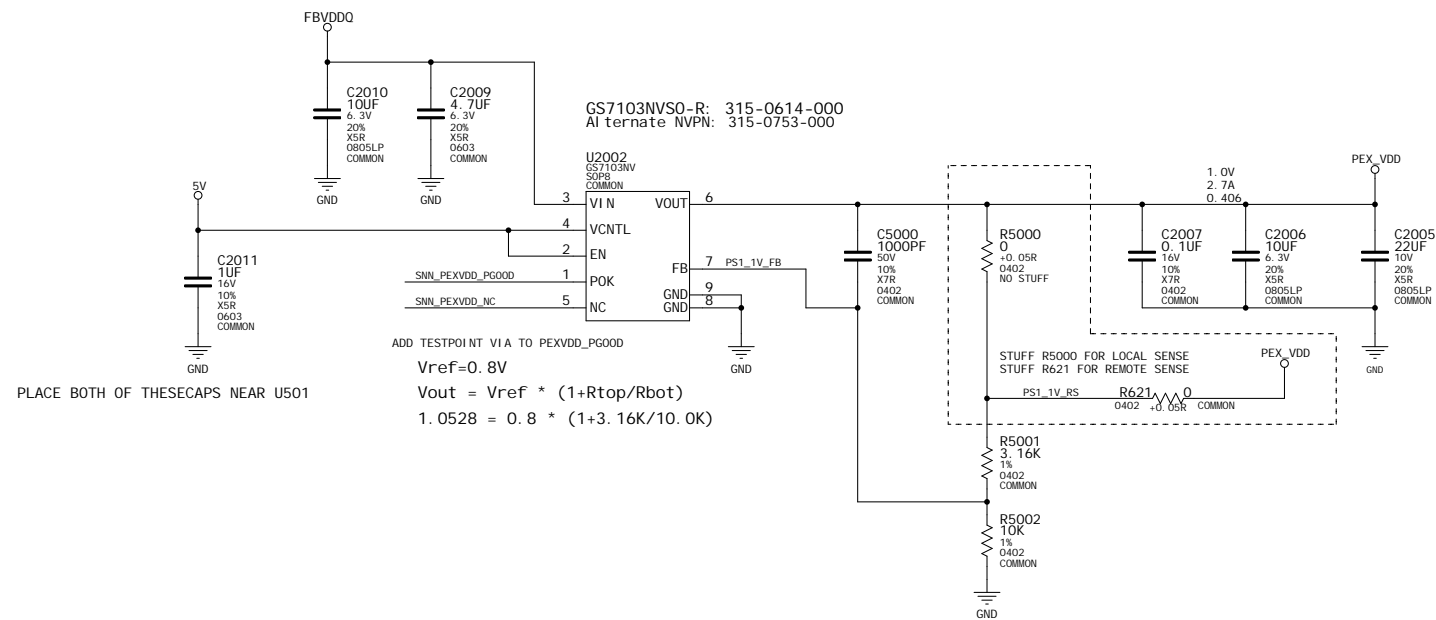 FBVDDQ
C2010
10UF
6.3V
20%
X5R
0805LP
COMMON
GND
C2009
4.7UF
6.3V
20%
X5R
0603
COMMON
GND
GS7103NVSO-R: 315-0614-000
Alternate NVPN: 315-0753-000
5V
C2011
1UF
16V
10%
X5R
0603
COMMON
GND
PLACE BOTH OF THESECAPS NEAR U501
U2002
GS7103NV
SOP8
COMMON
3 VIN VOUT 6
4 VCNTL
2 EN
FB 7 PS1_1V_FB
SNN_PEXVDD_PGOOD 1 POK
GND 9
SNN_PEXVDD_NC 5 NC
GND 8
GND
ADD TESTPOINT VIA TO PEXVDD_PGOOD
Vref=0.8V
Vout = Vref * (1+Rtop/Rbot)
1.0528 = 0.8 * (1+3.16K/10.0K)
C5000
1000PF
50V
10%
X7R
0402
COMMON
R5000
0
+0.05R
0402
NO STUFF
1.0V
2.7A
0.406
PEX_VDD
C2007
0.1UF
16V
10%
X7R
0402
COMMON
C2006
10UF
6.3V
20%
X5R
0805LP
COMMON
C2005
22UF
10V
20%
X5R
0805LP
COMMON
GND
STUFF R5000 FOR LOCAL SENSE
STUFF R621 FOR REMOTE SENSE
PEX_VDD
PS1_1V_RS R621 0
0402 +0.05R COMMON
R5001
3.16K
1%
0402
COMMON
R5002
10K
1%
0402
COMMON
GND